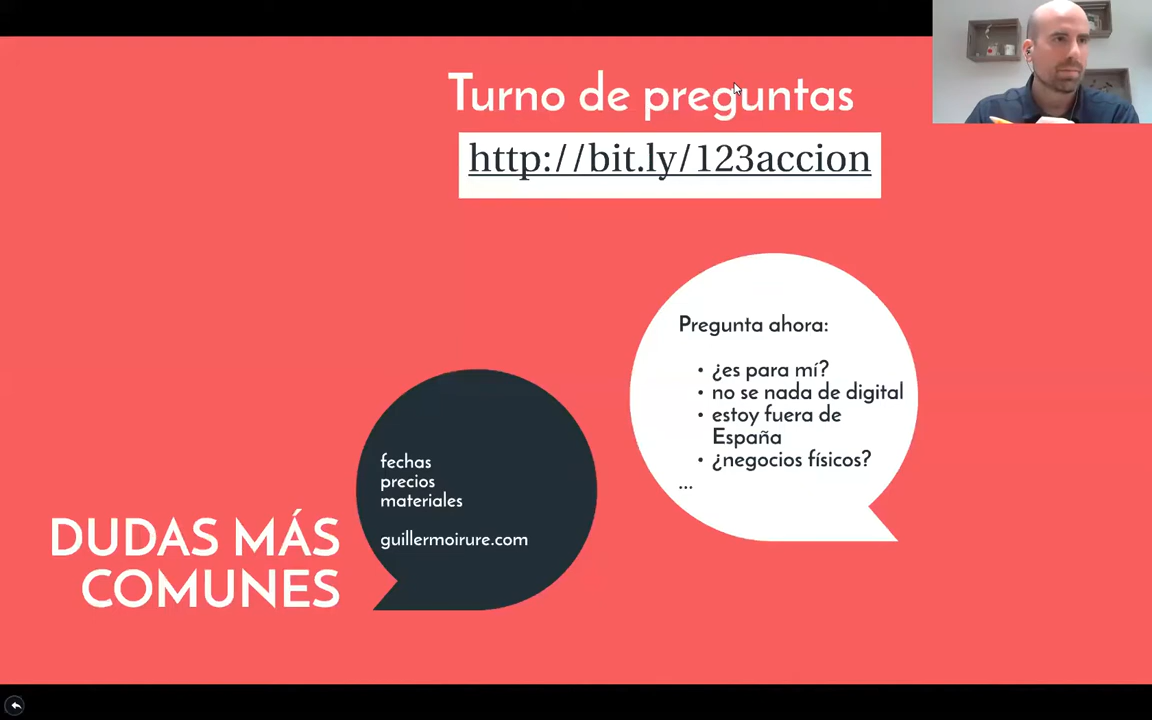 Turno de preguntas
http://bit.ly/123accion
Pregunta ahora:
• ¿es para mí?
• no se nada de digital
• estoy fuera de
España
• ¿negocios físicos?
...
fechas
precios
materiales
guillermoirure.com
DUDAS MÁS
COMUNES